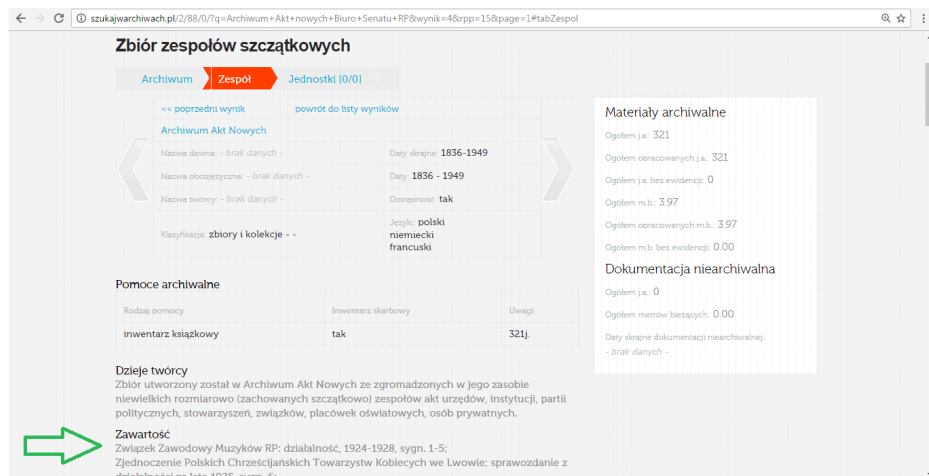 szukajwarchiwach.pl/2/88/0/?q=Archiwum+Akt+nowych+Biuro+Senatu+RP&wynik=4&rpp=15&page=1#tabZespol
Zbiór zespołów szczątkowych
Archiwum Zespół Jednostki [0/0]
<< poprzedni wynik powrót do listy wyników
Archiwum Akt Nowych
Nazwa dawna: - brak danych - Daty skrajne: 1836-1949
Nazwa obcojęzyczna: - brak danych - Daty: 1836 - 1949
Nazwa twórcy: - brak danych - Dostępność: tak
Klasyfikacja: zbiory i kolekcje - - Języki: polski
niemiecki
francuski
Materiały archiwalne
Ogółem j.a.: 321
Ogółem opracowanych j.a.: 321
Ogółem j.a. bez ewidencji: 0
Ogółem m.b.: 3.97
Ogółem opracowanych m.b.: 3.97
Ogółem m.b. bez ewidencji: 0.00
Dokumentacja niearchiwalna
Ogółem j.a.: 0
Ogółem metrów bieżących: 0.00
Daty skrajne dokumentacji niearchiwalnej:
- brak danych -
Pomoce archiwalne
Rodzaj pomocy Inwentarz skarbowy Uwagi
inwentarz książkowy tak 321j.
Dzieje twórcy
Zbiór utworzony został w Archiwum Akt Nowych ze zgromadzonych w jego zasobie
niewielkich rozmiarowo (zachowanych szczątkowo) zespołów akt urzędów, instytucji, partii
politycznych, stowarzyszeń, związków, placówek oświatowych, osób prywatnych.
Zawartość
Związek Zawodowy Muzyków RP: działalność, 1924-1928, sygn. 1-5;
Zjednoczenie Polskich Chrześcijańskich Towarzystw Kobiecych we Lwowie; sprawozdanie z
działalności za lata 1935, sygn. 6;